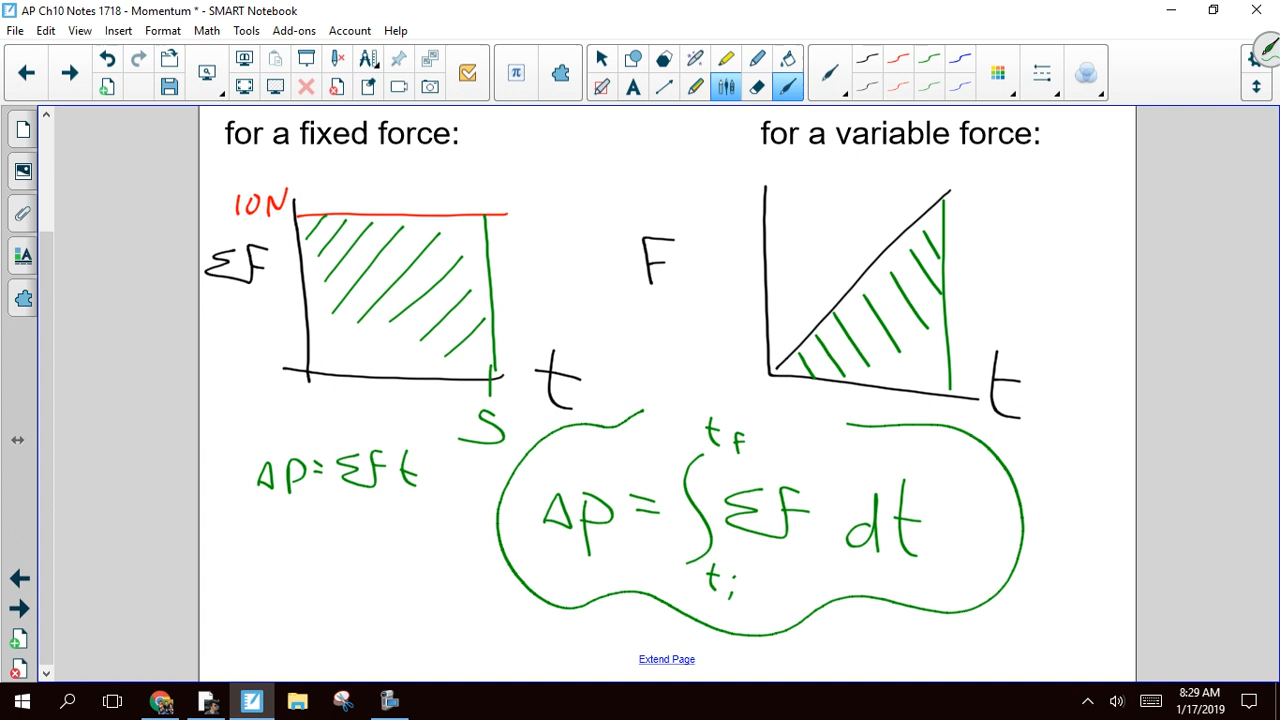 AP Ch10 Notes 1718 - Momentum * - SMART Notebook
File Edit View Insert Format Math Tools Add-ons Account Help
for a fixed force:
for a variable force:
10N
ΣF
t
5
F
t
Δp = ΣF t
Δp = ∫ ΣF dt
tF
ti
Extend Page
8:29 AM
1/17/2019